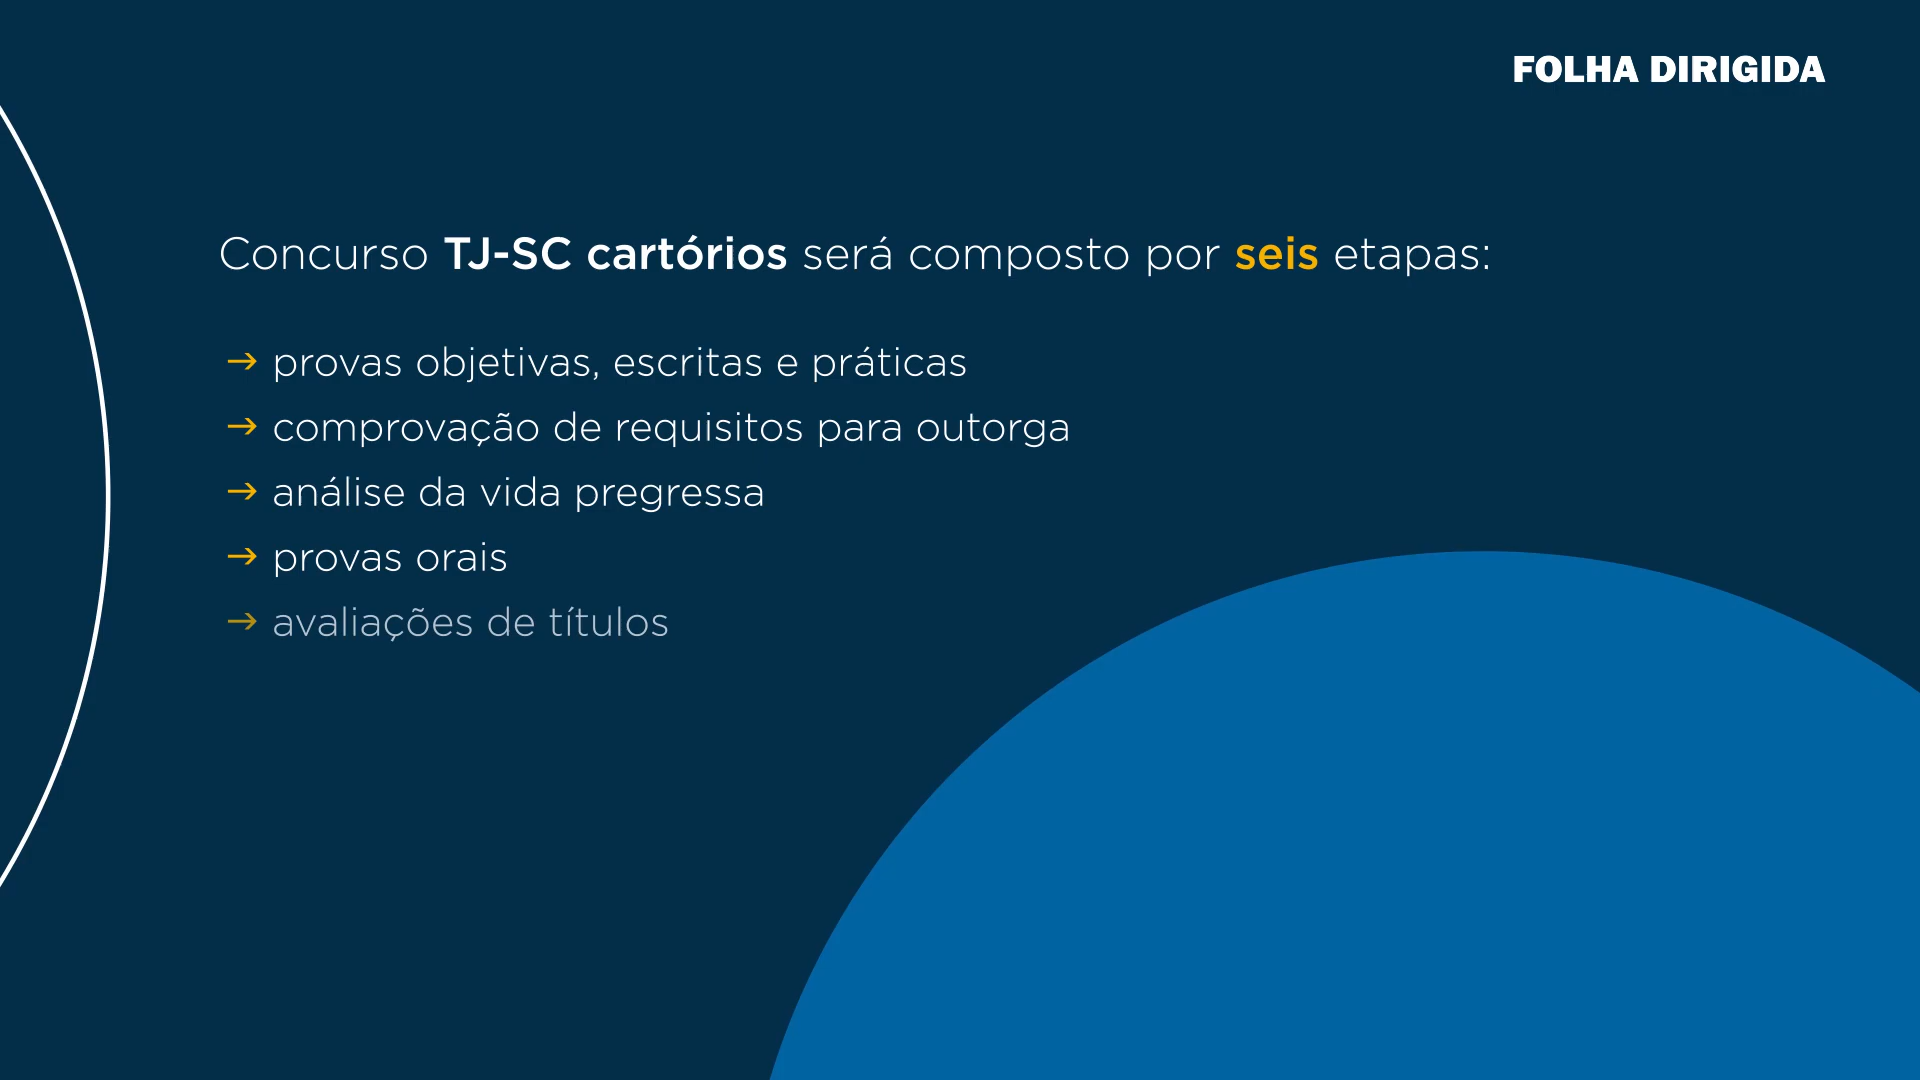 FOLHA DIRIGIDA
Concurso TJ-SC cartórios será composto por seis etapas:
→ provas objetivas, escritas e práticas
→ comprovação de requisitos para outorga
→ análise da vida pregressa
→ provas orais
→ avaliações de títulos